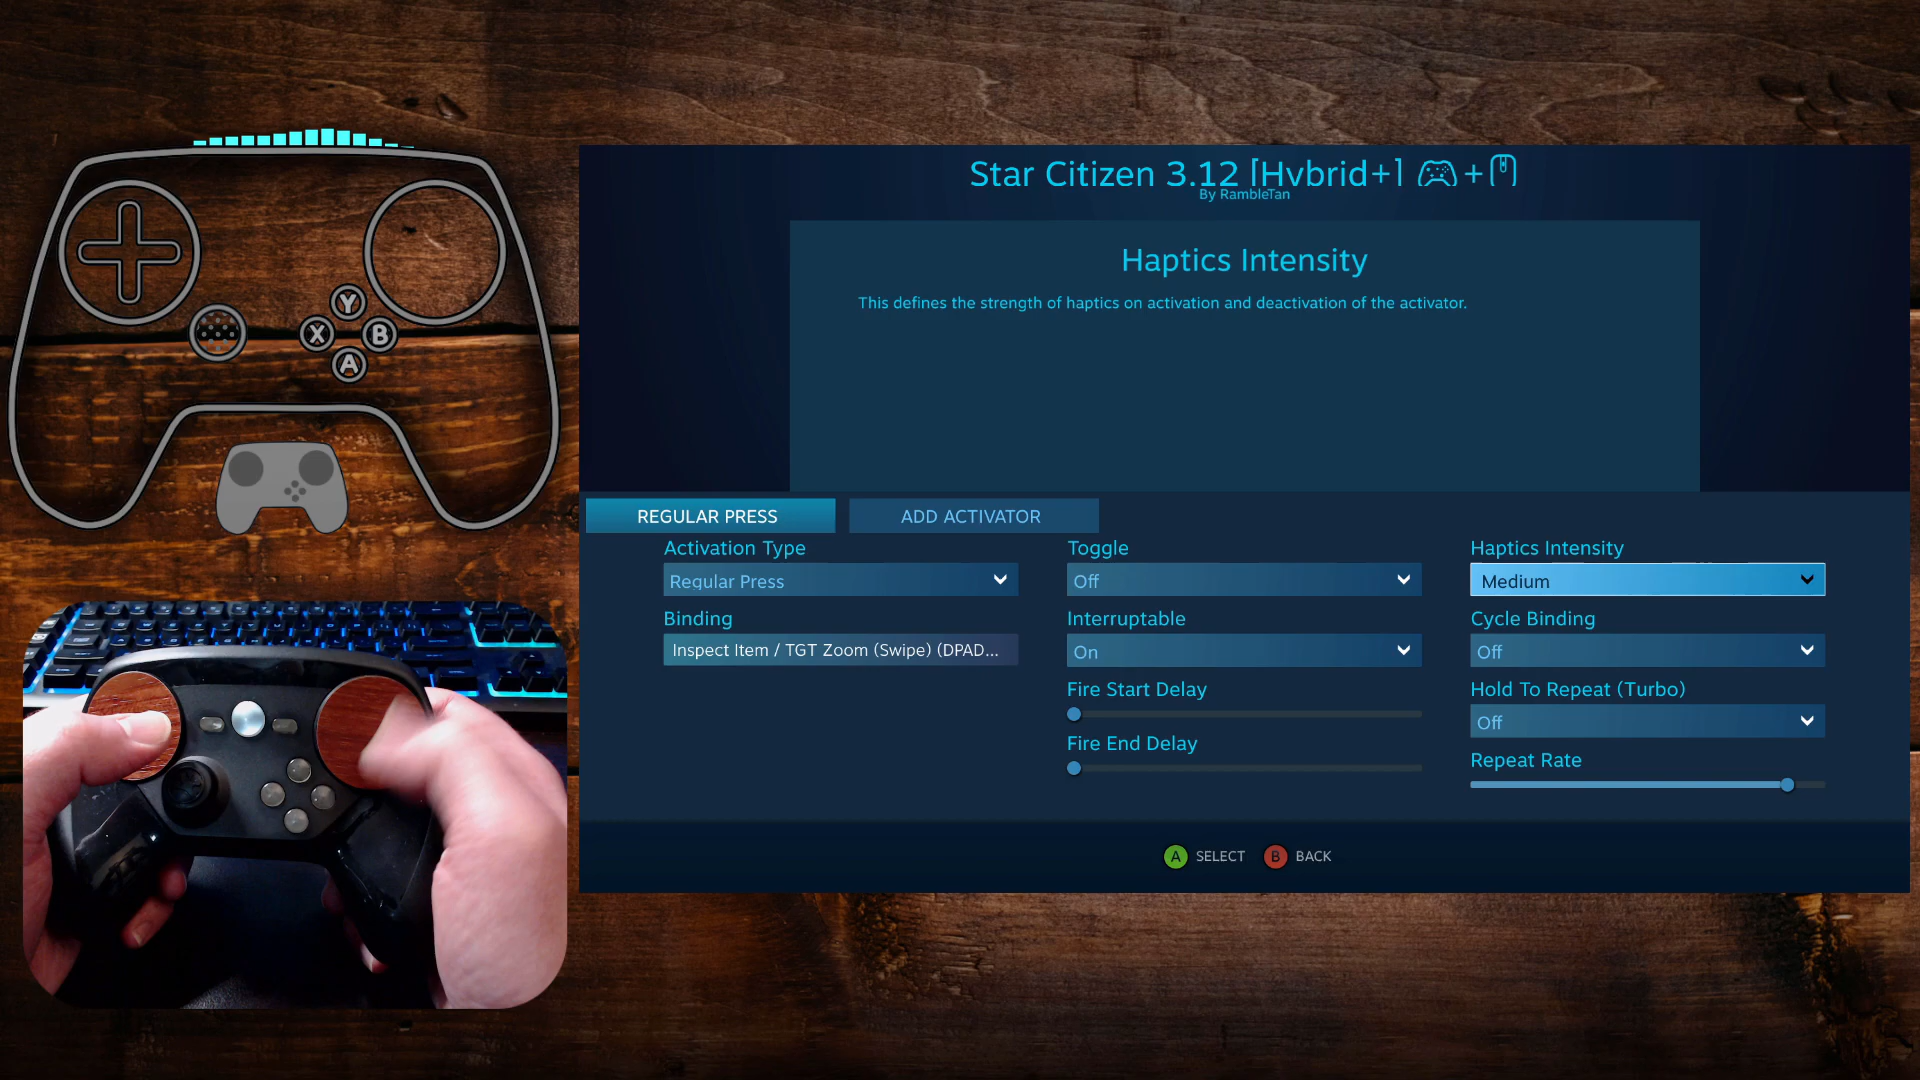 Star Citizen 3.12 [Hybrid+] +
By RambleTan
Haptics Intensity
This defines the strength of haptics on activation and deactivation of the activator.
REGULAR PRESS
ADD ACTIVATOR
Activation Type
Regular Press
Binding
Inspect Item / TGT Zoom (Swipe) (DPAD...
Toggle
Off
Interruptable
On
Fire Start Delay
Fire End Delay
Haptics Intensity
Medium
Cycle Binding
Off
Hold To Repeat (Turbo)
Off
Repeat Rate
A SELECT B BACK
Y
X B
A